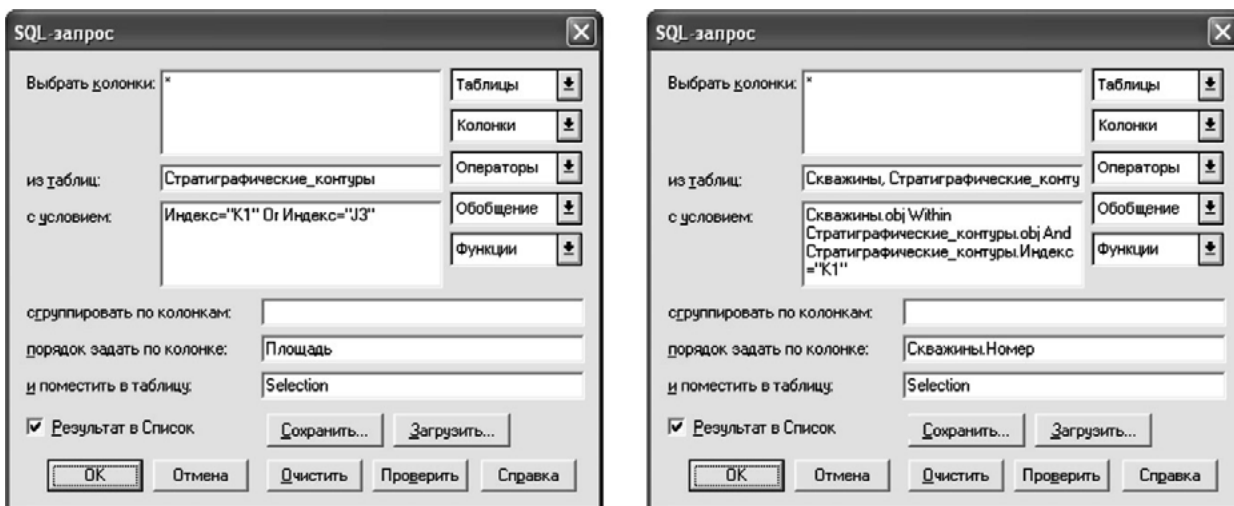 SQL-запрос
Выбрать колонки: *
Таблицы
Колонки
Операторы
из таблиц: Стратиграфические_контуры
Обобщение
с условием: Индекс="K1" Or Индекс="J3"
Функции
сгруппировать по колонкам:
порядок задать по колонке: Площадь
и поместить в таблицу: Selection
Результат в Список
Сохранить... Загрузить...
OK Отмена Очистить Проверить Справка
SQL-запрос
Выбрать колонки: *
Таблицы
Колонки
Операторы
из таблиц: Скважины, Стратиграфические_конту
Обобщение
с условием: Скважины.obj Within
Стратиграфические_контуры.obj And
Стратиграфические_контуры.Индекс
="K1"
Функции
сгруппировать по колонкам:
порядок задать по колонке: Скважины.Номер
и поместить в таблицу: Selection
Результат в Список
Сохранить... Загрузить...
OK Отмена Очистить Проверить Справка